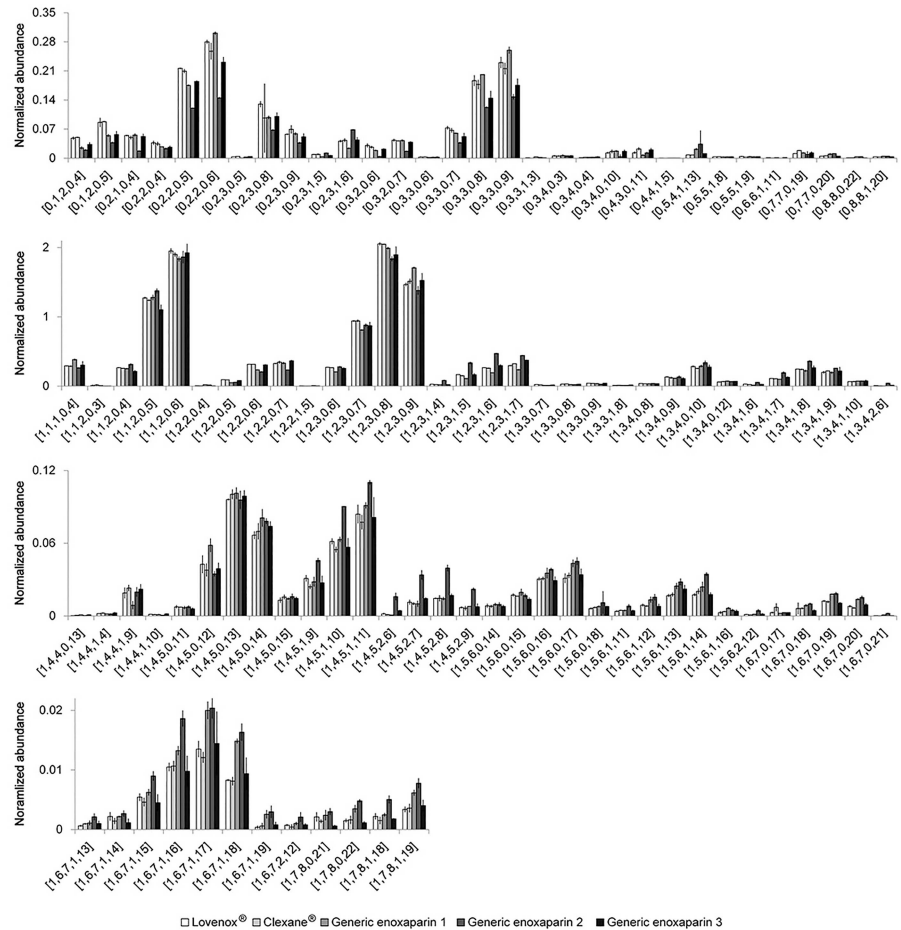 Normalized abundance
0.35
0.28
0.21
0.14
0.07
0
[0,1,2,0,4] [0,1,2,0,5] [0,2,1,0,4] [0,2,2,0,4] [0,2,2,0,5] [0,2,2,0,6] [0,2,3,0,5] [0,2,3,0,8] [0,2,3,0,9] [0,2,3,1,5] [0,2,3,1,6] [0,3,2,0,6] [0,3,2,0,7] [0,3,3,0,6] [0,3,3,0,7] [0,3,3,0,8] [0,3,3,0,9] [0,3,3,1,3] [0,3,4,0,3] [0,3,4,0,4] [0,3,4,0,10] [0,4,3,0,11] [0,4,4,1,5] [0,5,4,1,13] [0,5,5,1,8] [0,5,5,1,9] [0,6,6,1,11] [0,7,7,0,19] [0,7,7,0,20] [0,8,8,0,22] [0,8,8,1,20]
Normalized abundance
2
1
0
[1,1,1,0,4] [1,1,2,0,3] [1,1,2,0,4] [1,1,2,0,5] [1,1,2,0,6] [1,2,2,0,4] [1,2,2,0,5] [1,2,2,0,6] [1,2,2,0,7] [1,2,2,1,5] [1,2,3,0,6] [1,2,3,0,7] [1,2,3,0,8] [1,2,3,0,9] [1,2,3,1,4] [1,2,3,1,5] [1,2,3,1,6] [1,2,3,1,7] [1,3,3,0,7] [1,3,3,0,8] [1,3,3,0,9] [1,3,3,1,8] [1,3,4,0,8] [1,3,4,0,9] [1,3,4,0,10] [1,3,4,0,12] [1,3,4,1,6] [1,3,4,1,7] [1,3,4,1,8] [1,3,4,1,9] [1,3,4,1,10] [1,3,4,2,6]
Normalized abundance
0.12
0.06
0
[1,4,4,0,13] [1,4,4,1,4] [1,4,4,1,9] [1,4,4,1,10] [1,4,5,0,11] [1,4,5,0,12] [1,4,5,0,13] [1,4,5,0,14] [1,4,5,0,15] [1,4,5,1,9] [1,4,5,1,10] [1,4,5,1,11] [1,4,5,2,6] [1,4,5,2,7] [1,4,5,2,8] [1,4,5,2,9] [1,5,6,0,14] [1,5,6,0,15] [1,5,6,0,16] [1,5,6,0,17] [1,5,6,0,18] [1,5,6,1,11] [1,5,6,1,12] [1,5,6,1,13] [1,5,6,1,14] [1,5,6,1,16] [1,5,6,2,12] [1,6,7,0,17] [1,6,7,0,18] [1,6,7,0,19] [1,6,7,0,20] [1,6,7,0,21]
Noramlized abundance
0.02
0.01
0
[1,6,7,1,13] [1,6,7,1,14] [1,6,7,1,15] [1,6,7,1,16] [1,6,7,1,17] [1,6,7,1,18] [1,6,7,1,19] [1,6,7,2,12] [1,7,8,0,21] [1,7,8,0,22] [1,7,8,1,18] [1,7,8,1,19]
Lovenox® Clexane® Generic enoxaparin 1 Generic enoxaparin 2 Generic enoxaparin 3